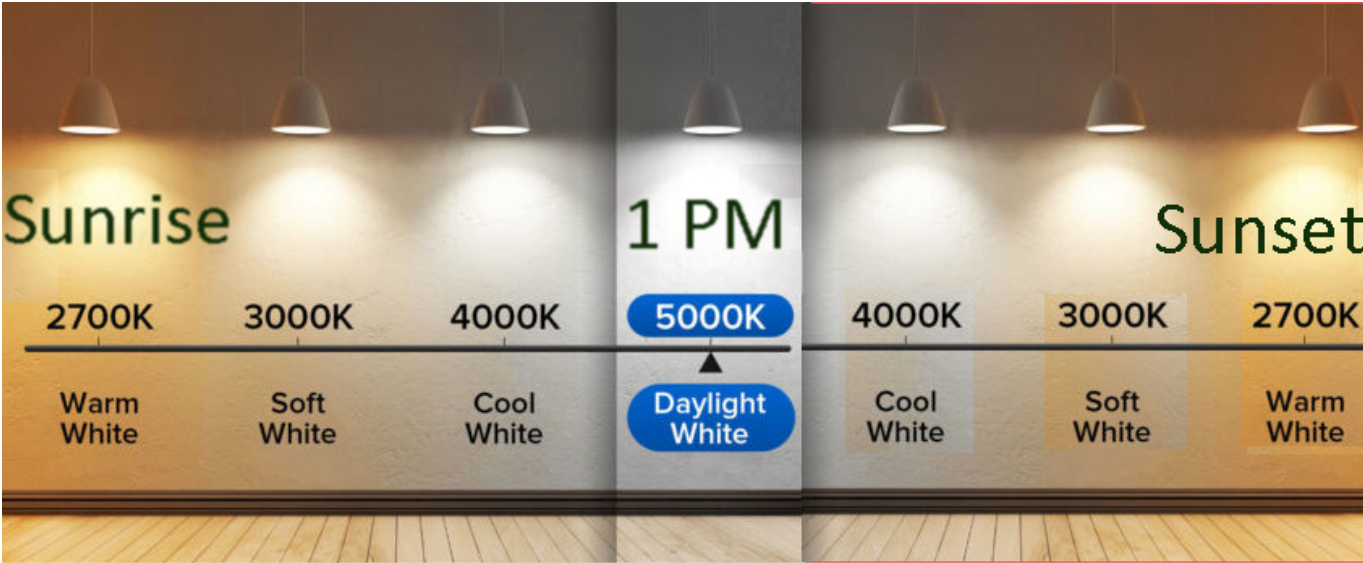 Sunrise
1 PM
Sunset
2700K
3000K
4000K
5000K
4000K
3000K
2700K
Warm
White
Soft
White
Cool
White
Daylight
White
Cool
White
Soft
White
Warm
White